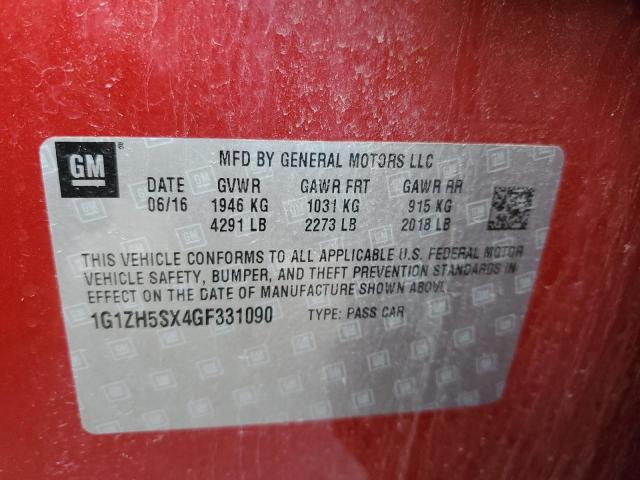 GM ®
MFD BY GENERAL MOTORS LLC
DATE GVWR GAWR FRT GAWR RR
06/16 1946 KG 1031 KG 915 KG
4291 LB 2273 LB 2018 LB
THIS VEHICLE CONFORMS TO ALL APPLICABLE U.S. FEDERAL MOTOR
VEHICLE SAFETY, BUMPER, AND THEFT PREVENTION STANDARDS IN
EFFECT ON THE DATE OF MANUFACTURE SHOWN ABOVE.
1G1ZH5SX4GF331090 TYPE: PASS CAR